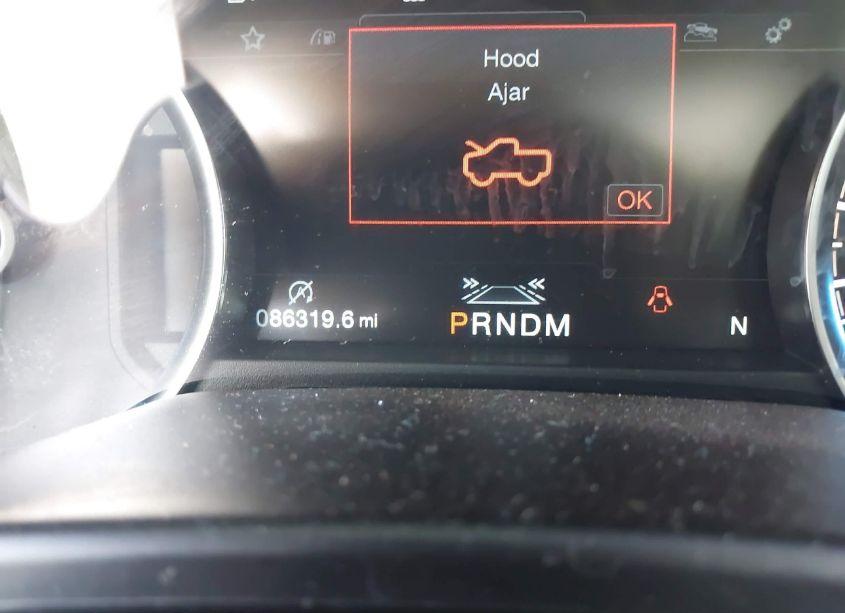 Hood
Ajar
OK
086319.6 mi
PRNDM
N